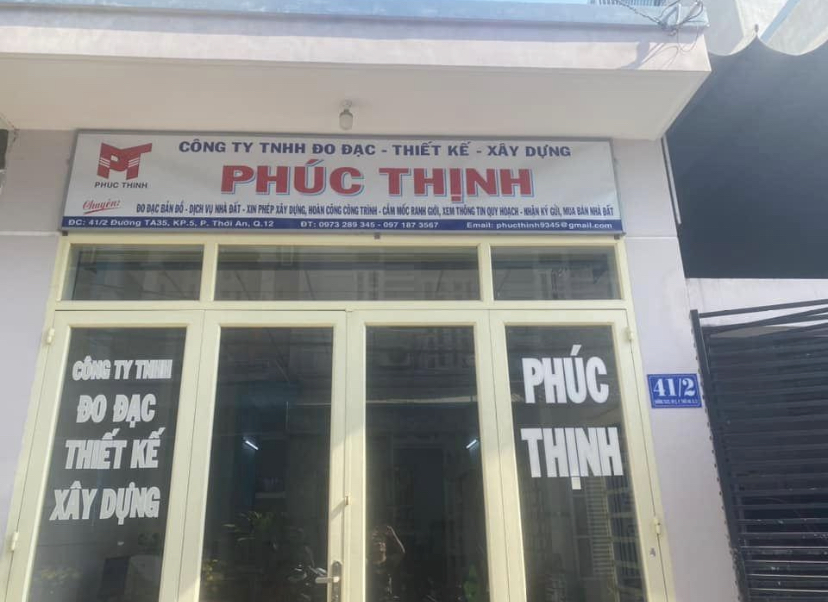 PT
PHUC THINH
CÔNG TY TNHH ĐO ĐẠC - THIẾT KẾ - XÂY DỰNG
PHÚC THỊNH
Chuyên:
ĐO ĐẠC BẢN ĐỒ - DỊCH VỤ NHÀ ĐẤT - XIN PHÉP XÂY DỰNG, HOÀN CÔNG CÔNG TRÌNH - CẮM MỐC RANH GIỚI, XEM THÔNG TIN QUY HOẠCH - NHẬN KÝ GỬI, MUA BÁN NHÀ ĐẤT
ĐC: 41/2 Đường TA35, KP.5, P. Thới An, Q.12 ĐT: 0973 289 345 - 097 187 3567 Email: phucthinh9345@gmail.com
CÔNG TY TNHH
ĐO ĐẠC
THIẾT KẾ
XÂY DỰNG
PHÚC
THỊNH
41/2